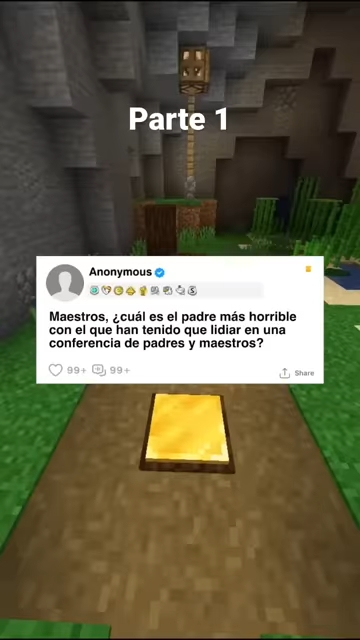 Parte 1
Anonymous
Maestros, ¿cuál es el padre más horrible
con el que han tenido que lidiar en una
conferencia de padres y maestros?
99+ 99+ Share